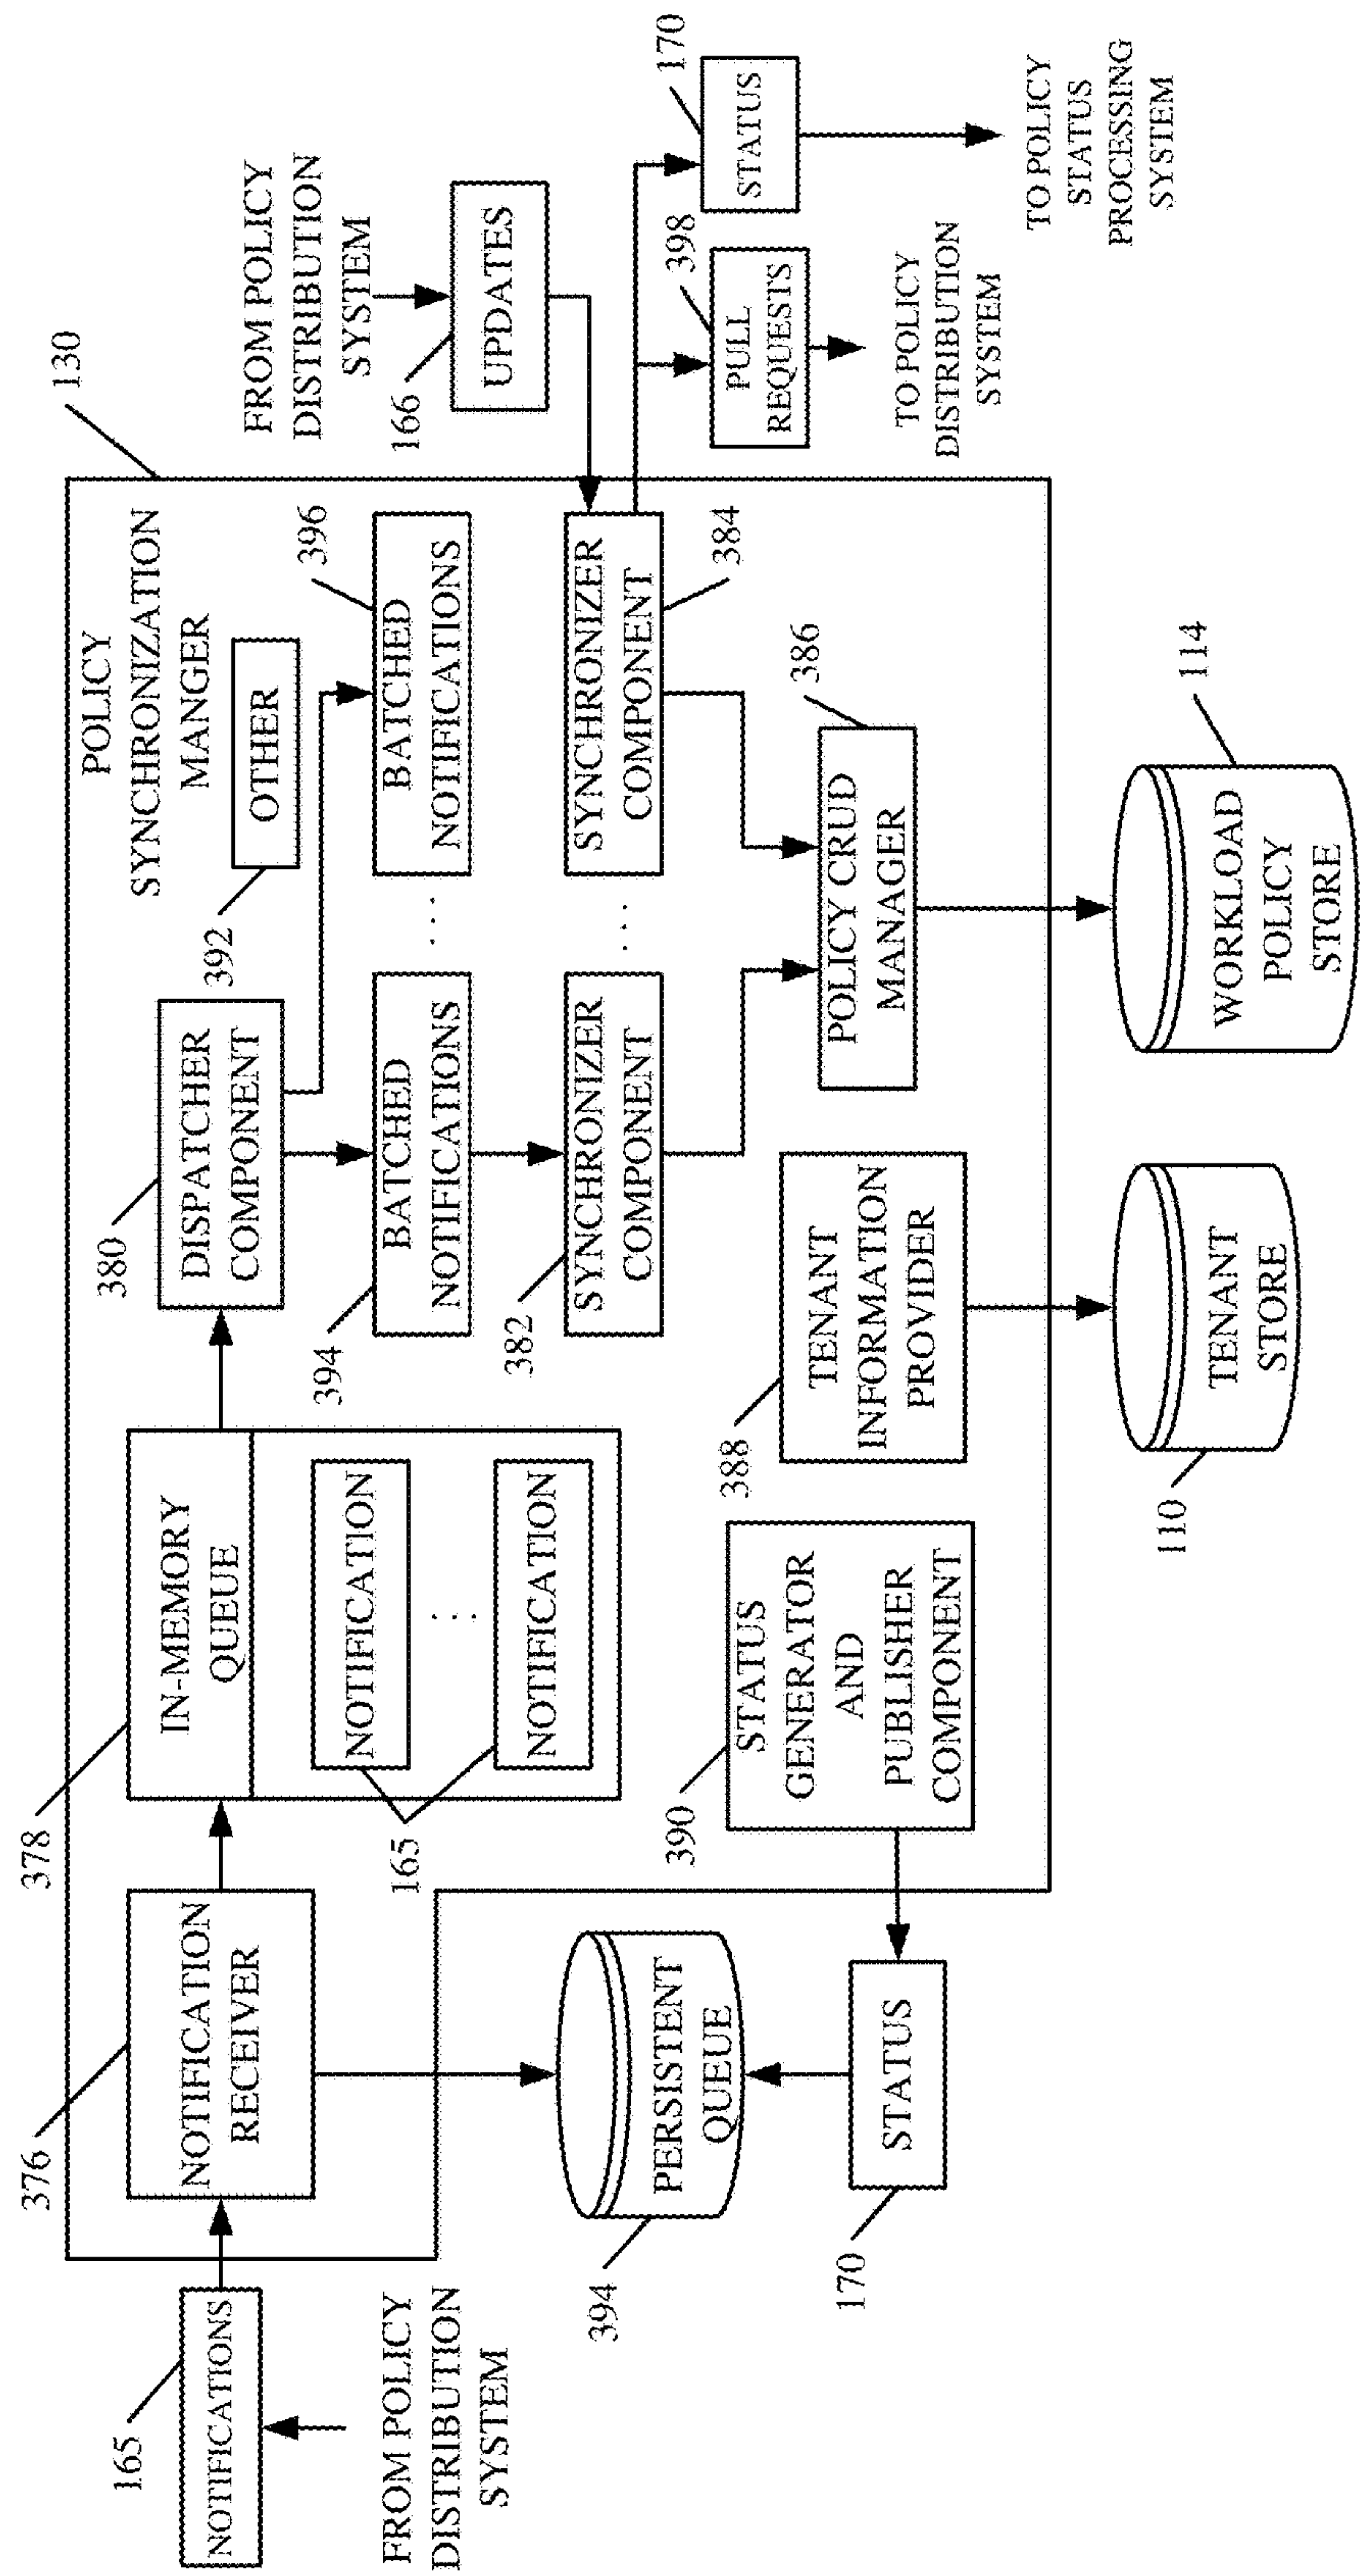 165
NOTIFICATIONS
FROM POLICY
DISTRIBUTION
SYSTEM
376
NOTIFICATION
RECEIVER
378
IN-MEMORY
QUEUE
NOTIFICATION
...
NOTIFICATION
165
380
DISPATCHER
COMPONENT
POLICY
SYNCHRONIZATION
MANGER
130
392
OTHER
394
BATCHED
NOTIFICATIONS
...
396
BATCHED
NOTIFICATIONS
382
SYNCHRONIZER
COMPONENT
...
SYNCHRONIZER
COMPONENT
384
FROM POLICY
DISTRIBUTION
SYSTEM
166
UPDATES
398
PULL
REQUESTS
TO POLICY
DISTRIBUTION
SYSTEM
170
STATUS
TO POLICY
STATUS
PROCESSING
SYSTEM
394
PERSISTENT
QUEUE
170
STATUS
390
STATUS
GENERATOR
AND
PUBLISHER
COMPONENT
388
TENANT
INFORMATION
PROVIDER
386
POLICY CRUD
MANAGER
110
TENANT
STORE
114
WORKLOAD
POLICY
STORE